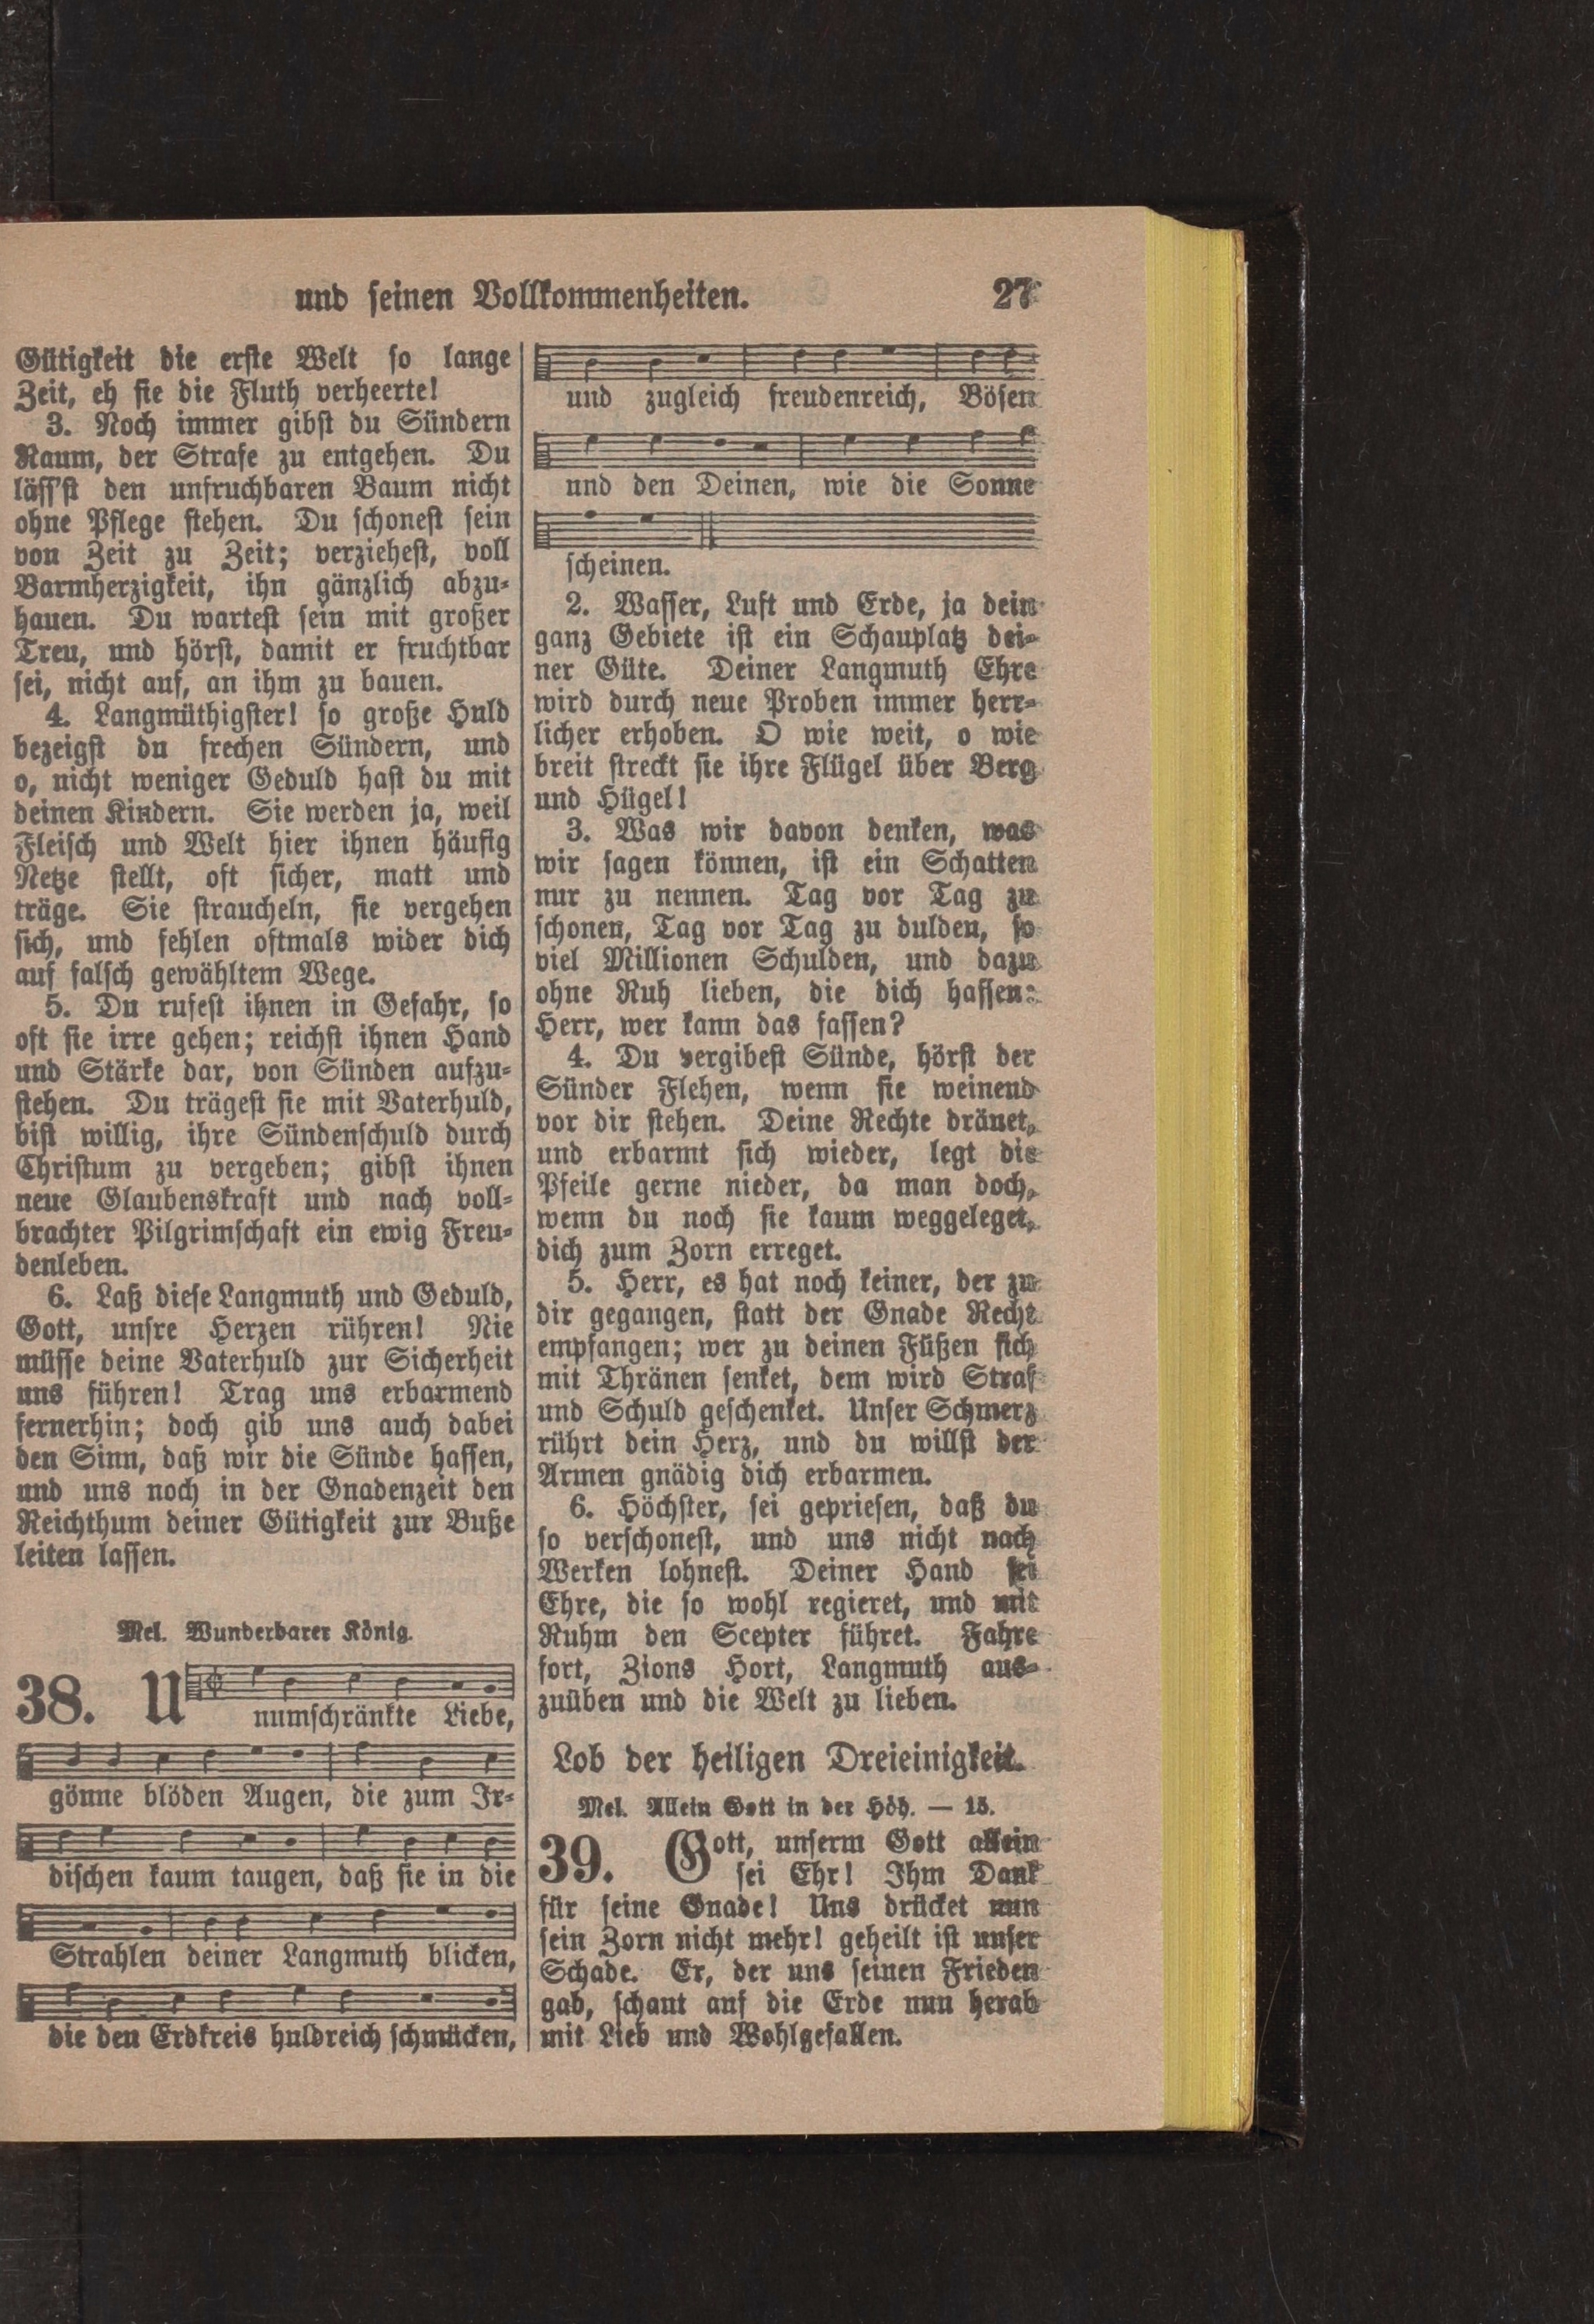 und seinen Vollkommenheiten. 27
Gütigkeit die erste Welt so lange
Zeit, eh sie die Fluth verheerte!
3. Noch immer gibst du Sündern
Raum, der Strafe zu entgehen. Du
läss'st den unfruchbaren Baum nicht
ohne Pflege stehen. Du schonest sein
von Zeit zu Zeit; verziehest, voll
Barmherzigkeit, ihn gänzlich abzu-
hauen. Du wartest sein mit großer
Treu, und hörst, damit er fruchtbar
sei, nicht auf, an ihm zu bauen.
4. Langmüthigster! so große Huld
bezeigst du frechen Sündern, und
o, nicht weniger Geduld hast du mit
deinen Kindern. Sie werden ja, weil
Fleisch und Welt hier ihnen häufig
Netze stellt, oft sicher, matt und
träge. Sie straucheln, sie vergehen
sich, und fehlen oftmals wider dich
auf falsch gewähltem Wege.
5. Du rufest ihnen in Gefahr, so
oft sie irre gehen; reichst ihnen Hand
und Stärke dar, von Sünden aufzu-
stehen. Du trägest sie mit Vaterhuld,
bist willig, ihre Sündenschuld durch
Christum zu vergeben; gibst ihnen
neue Glaubenskraft und nach voll-
brachter Pilgrimschaft ein ewig Freu-
denleben.
6. Laß diese Langmuth und Geduld,
Gott, unsre Herzen rühren! Nie
müsse deine Vaterhuld zur Sicherheit
uns führen! Trag uns erbarmend
fernerhin; doch gib uns auch dabei
den Sinn, daß wir die Sünde hassen,
und uns noch in der Gnadenzeit den
Reichthum deiner Gütigkeit zur Buße
leiten lassen.
Mel. Wunderbarer König.
38. Unumschränkte Liebe,
gönne blöden Augen, die zum Ir-
dischen kaum taugen, daß sie in die
Strahlen deiner Langmuth blicken,
die den Erdkreis huldreich schmücken,
und zugleich freudenreich, Bösen
und den Deinen, wie die Sonne
scheinen.
2. Wasser, Luft und Erde, ja dein
ganz Gebiete ist ein Schauplatz dei-
ner Güte. Deiner Langmuth Ehre
wird durch neue Proben immer herr-
licher erhoben. O wie weit, o wie
breit streckt sie ihre Flügel über Berg
und Hügel!
3. Was wir davon denken, was
wir sagen können, ist ein Schatten
nur zu nennen. Tag vor Tag zu
schonen, Tag vor Tag zu dulden, so
viel Millionen Schulden, und dazu
ohne Ruh lieben, die dich hassen:
Herr, wer kann das fassen?
4. Du vergibest Sünde, hörst der
Sünder Flehen, wenn sie weinend
vor dir stehen. Deine Rechte dränet,
und erbarmt sich wieder, legt die
Pfeile gerne nieder, da man doch,
wenn du noch sie kaum weggeleget,
dich zum Zorn erreget.
5. Herr, es hat noch keiner, der zu
dir gegangen, statt der Gnade Recht
empfangen; wer zu deinen Füßen sich
mit Thränen senket, dem wird Straf
und Schuld geschenket. Unser Schmerz
rührt dein Herz, und du willst der
Armen gnädig dich erbarmen.
6. Höchster, sei gepriesen, daß du
so verschonest, und uns nicht nach
Werken lohnest. Deiner Hand sei
Ehre, die so wohl regieret, und mit
Ruhm den Scepter führet. Fahre
fort, Zions Hort, Langmuth aus-
zuüben und die Welt zu lieben.
Lob der heiligen Dreieinigkeit.
Mel. Allein Gott in der Höh. — 15.
39. Gott, unserm Gott allein
sei Ehr! Ihm Dank
für seine Gnade! Uns drücket nun
sein Zorn nicht mehr! geheilt ist unser
Schade. Er, der uns seinen Frieden
gab, schaut auf die Erde nun herab
mit Lieb und Wohlgefallen.